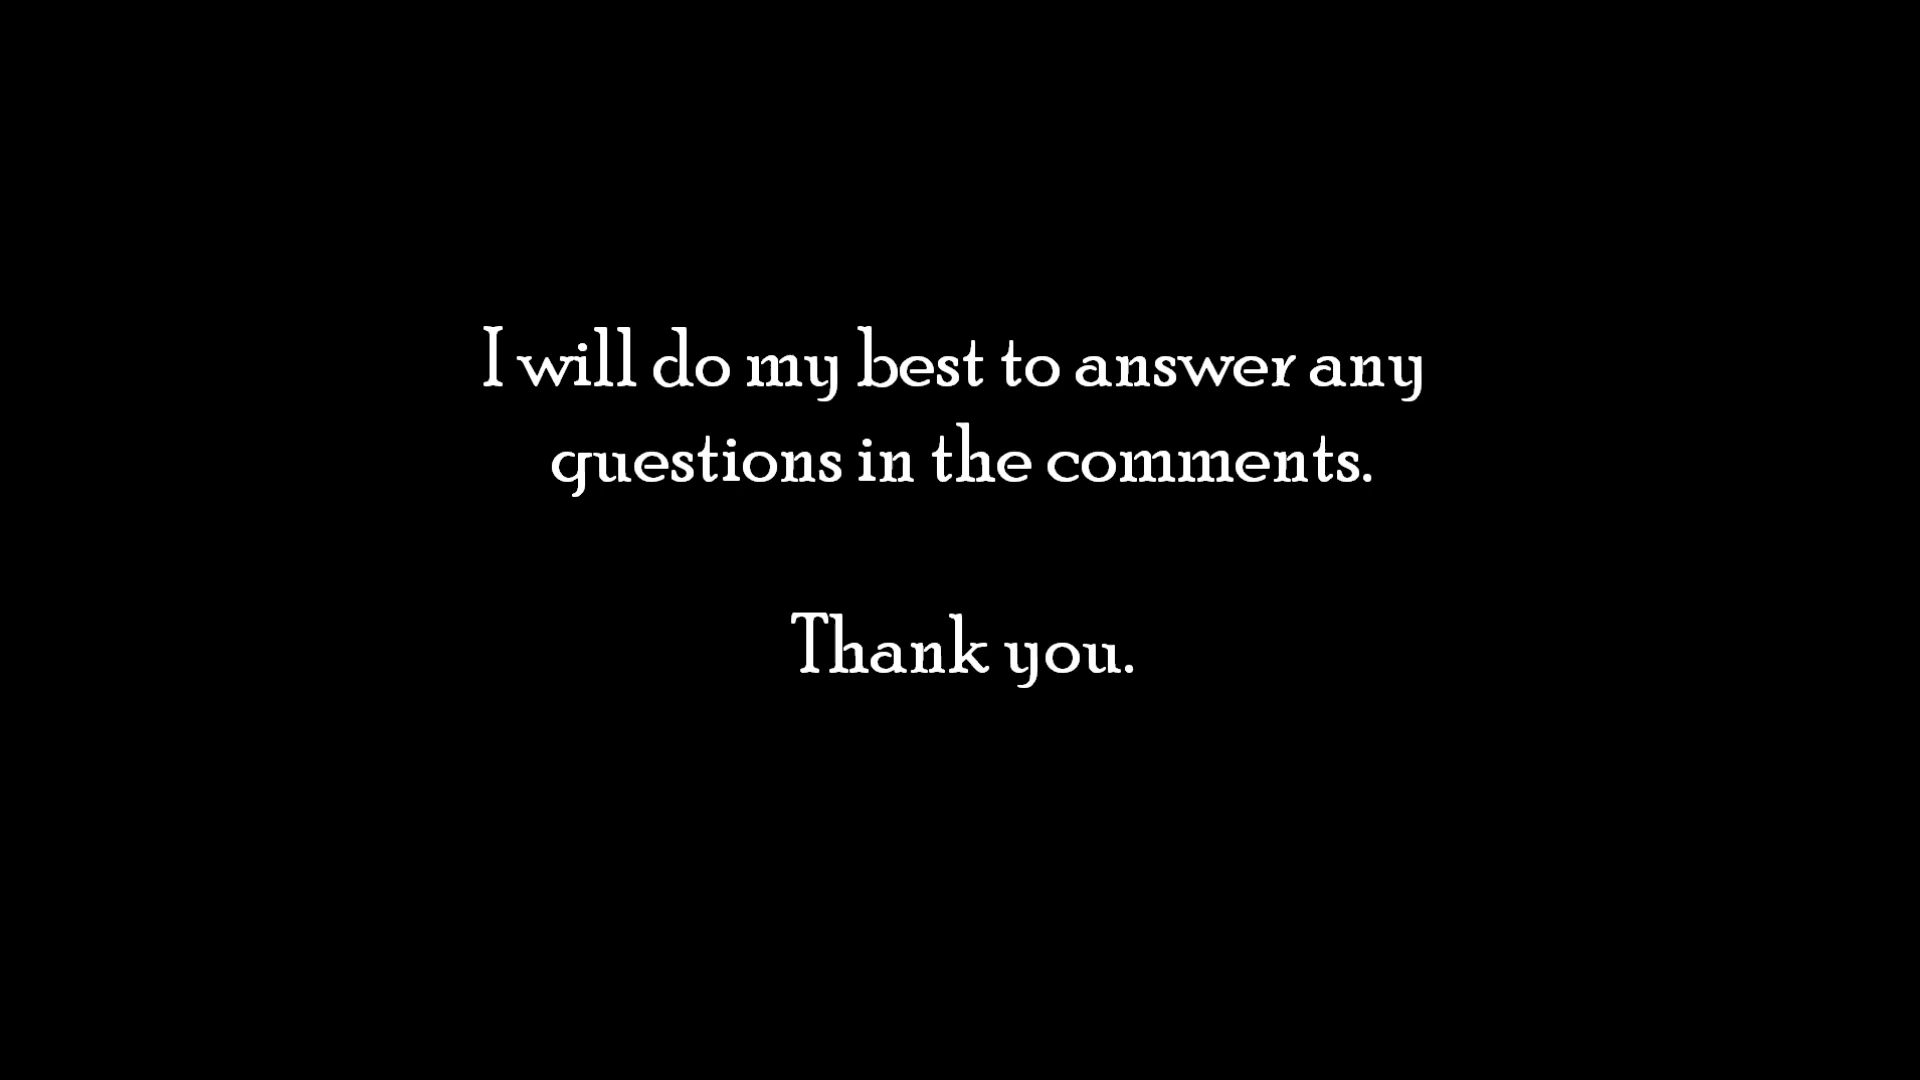 I will do my best to answer any
questions in the comments.
Thank you.